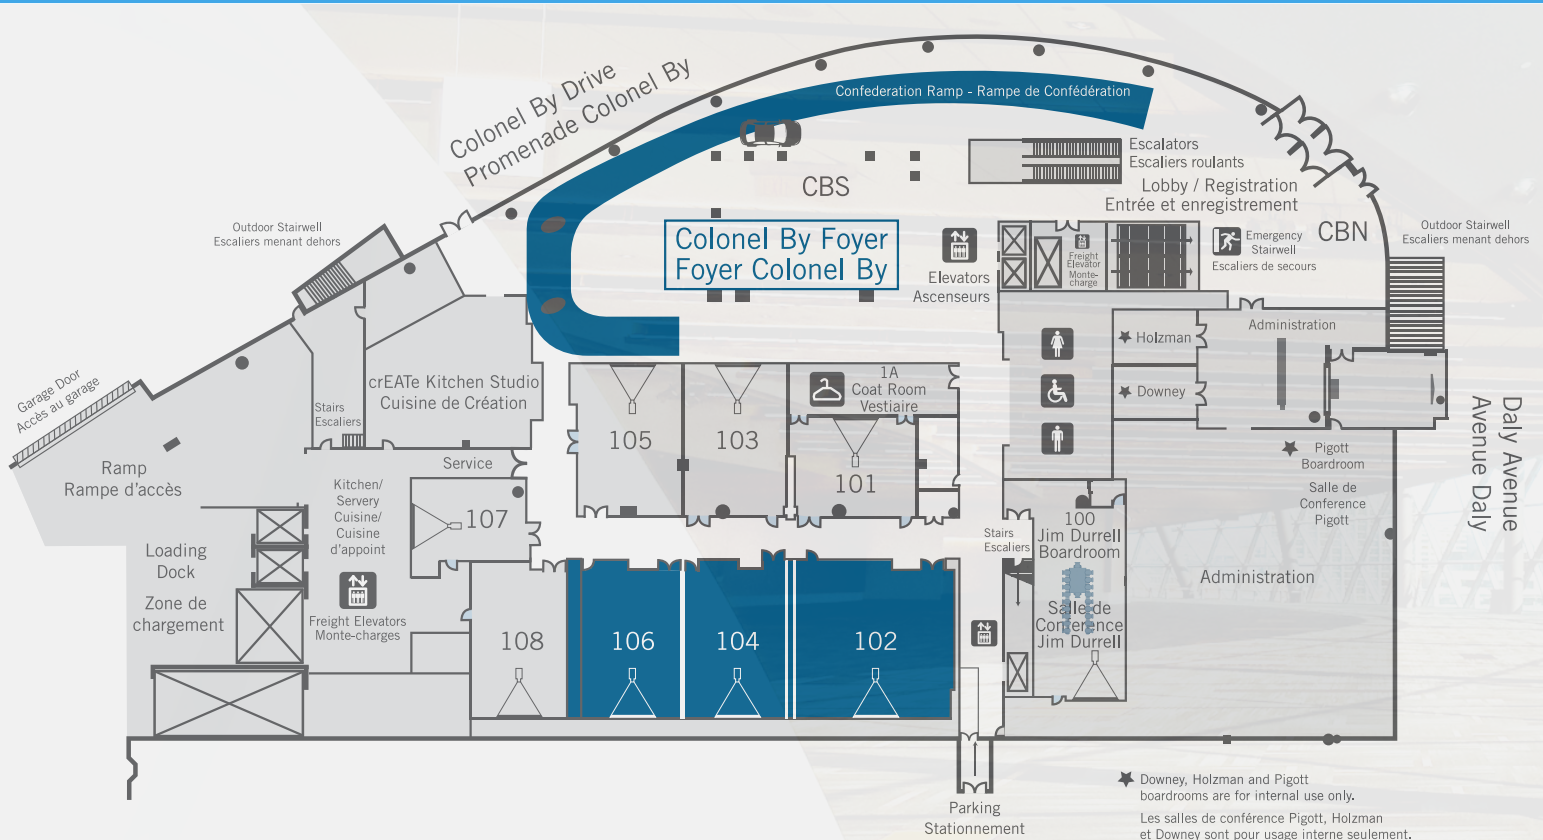 Colonel By Drive
Promenade Colonel By
Confederation Ramp - Rampe de Confédération
Escalators
Escaliers roulants
CBS
Lobby / Registration
Entrée et enregistrement
Outdoor Stairwell
Escaliers menant dehors
Colonel By Foyer
Foyer Colonel By
Elevators
Ascenseurs
Freight
Elevator
Monte-
charge
Emergency
Stairwell
Escaliers de secours
CBN
Outdoor Stairwell
Escaliers menant dehors
Holzman
Administration
Downey
Garage Door
Accès au garage
crEATe Kitchen Studio
Cuisine de Création
Stairs
Escaliers
1A
Coat Room
Vestiaire
105
103
101
Daly Avenue
Avenue Daly
Pigott
Boardroom
Salle de
Conference
Pigott
Ramp
Rampe d'accès
Service
Kitchen/
Servery
Cuisine/
Cuisine
d'appoint
107
Loading
Dock
Zone de
chargement
Freight Elevators
Monte-charges
Stairs
Escaliers
100
Jim Durrell
Boardroom
Salle de
Conference
Jim Durrell
Administration
108
106
104
102
Parking
Stationnement
Downey, Holzman and Pigott
boardrooms are for internal use only.
Les salles de conférence Pigott, Holzman
et Downey sont pour usage interne seulement.